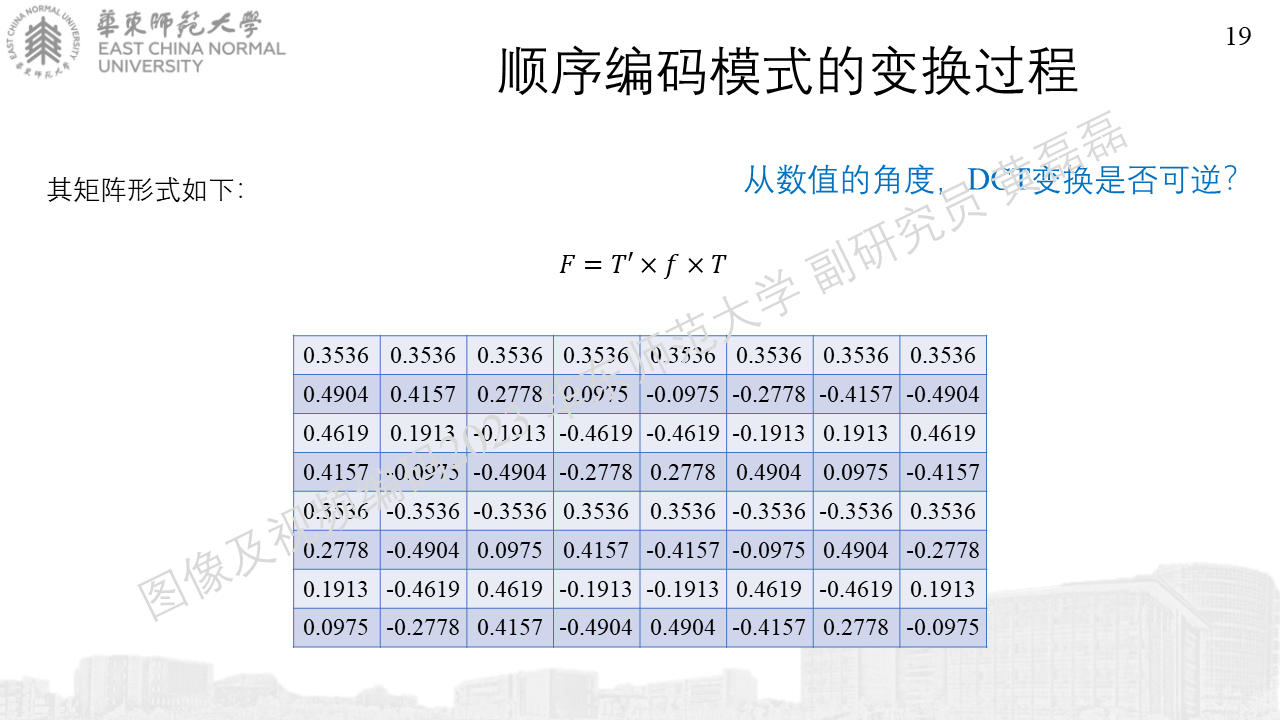 華東師範大學
EAST CHINA NORMAL
UNIVERSITY
19
顺序编码模式的变换过程
其矩阵形式如下：
从数值的角度，DCT变换是否可逆？
F = T′ × f × T
0.3536 0.3536 0.3536 0.3536 0.3536 0.3536 0.3536 0.3536
0.4904 0.4157 0.2778 0.0975 -0.0975 -0.2778 -0.4157 -0.4904
0.4619 0.1913 -0.1913 -0.4619 -0.4619 -0.1913 0.1913 0.4619
0.4157 -0.0975 -0.4904 -0.2778 0.2778 0.4904 0.0975 -0.4157
0.3536 -0.3536 -0.3536 0.3536 0.3536 -0.3536 -0.3536 0.3536
0.2778 -0.4904 0.0975 0.4157 -0.4157 -0.0975 0.4904 -0.2778
0.1913 -0.4619 0.4619 -0.1913 -0.1913 0.4619 -0.4619 0.1913
0.0975 -0.2778 0.4157 -0.4904 0.4904 -0.4157 0.2778 -0.0975
图像及视频编码2023 华东师范大学 副研究员 黄磊磊
EAST CHINA NORMAL UNIVERSITY
華東师范大学